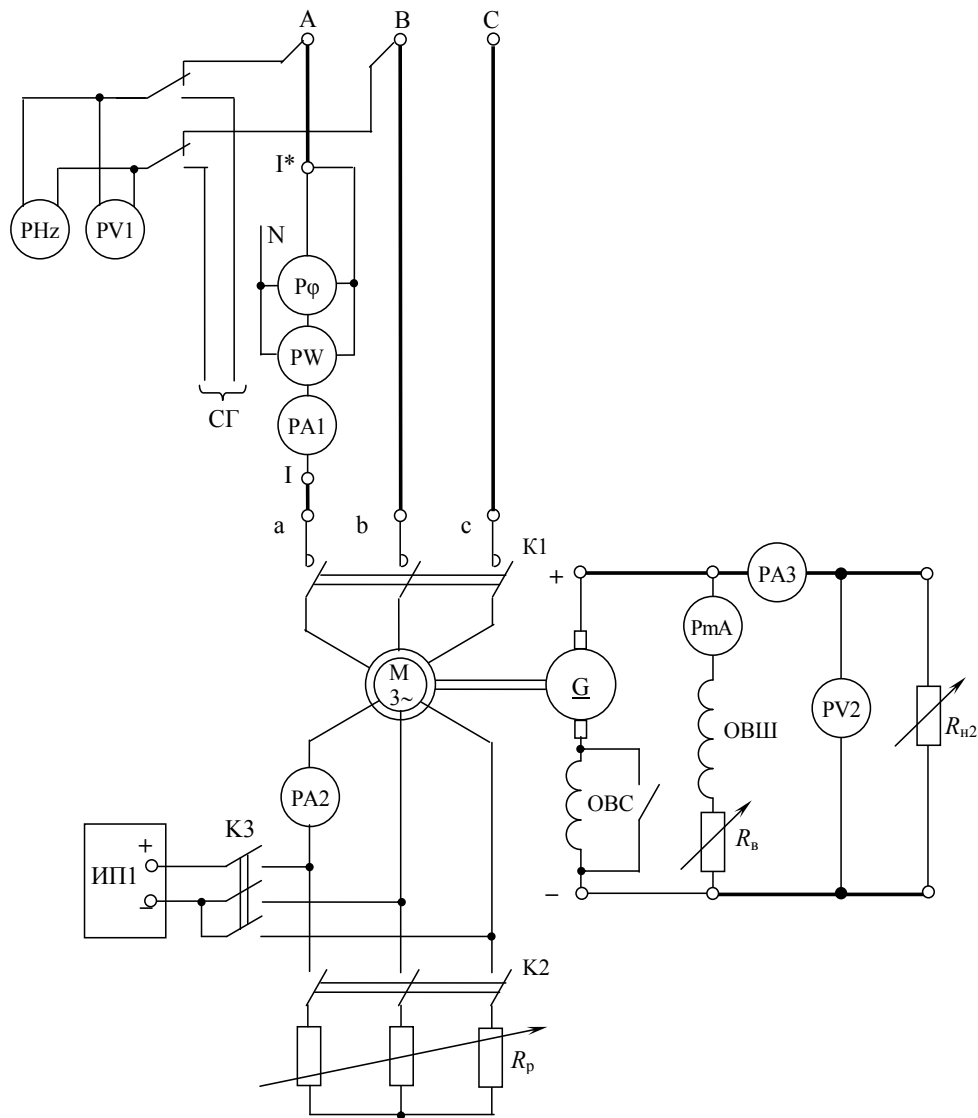 A
B
C
I*
PHz
PV1
N
Pφ
PW
СГ
PA1
I
a
b
c
К1
+
PA3
PmA
М
3~
G
PV2
ОВШ
Rн2
PA2
ОВС
Rв
K3
+
ИП1
–
–
K2
Rр